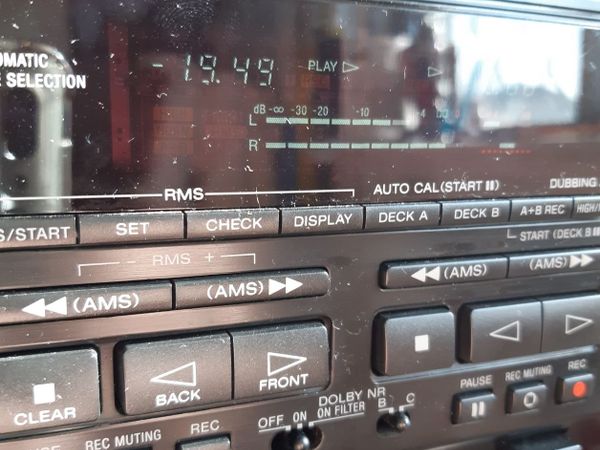 OMATIC
E SELECTION
-19.49
PLAY ▷
▷
dB -∞ -30 -20 -10
L
R
RMS
AUTO CAL(START ⏸)
DUBBING
S/START
SET
CHECK
DISPLAY
DECK A
DECK B
A+B REC
HIGH/
START (DECK B ⏸
- RMS +
◀◀ (AMS)
(AMS) ▶▶
◀◀ (AMS)
(AMS) ▶▶
CLEAR
BACK
FRONT
PAUSE
REC MUTING
REC
DOLBY NR
OFF ON ON FILTER B C
REC MUTING
REC